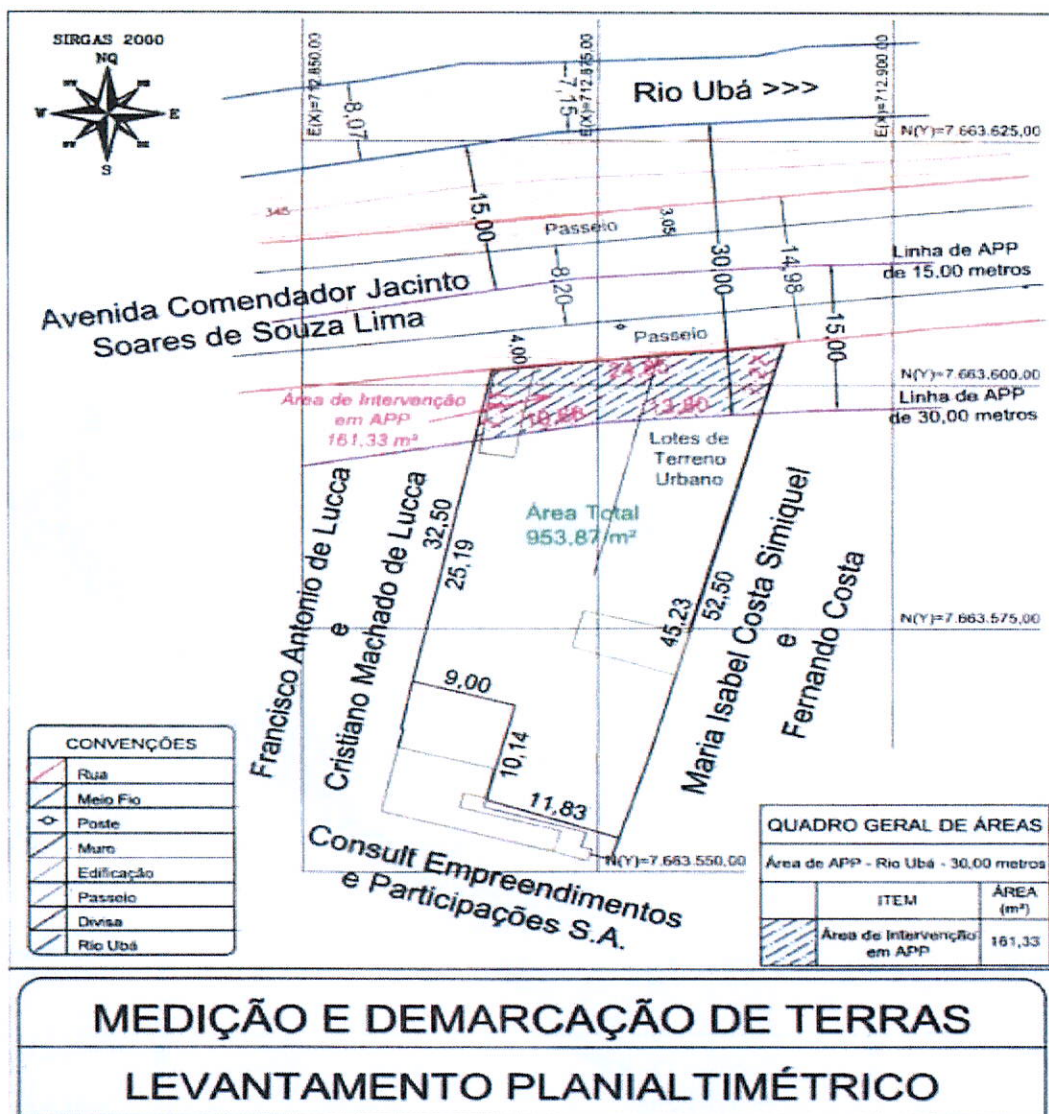 SIRGAS 2000
NQ
W
E
S
E(X)=712.850,00
E(X)=712.875,00
E(X)=712.900,00
8,07
7,15
Rio Ubá >>>
N(Y)=7.663.625,00
345
15,00
Passeio
3,05
30,00
14,98
8,20
Linha de APP
de 15,00 metros
Avenida Comendador Jacinto
Soares de Souza Lima
Passeio
15,00
4,00
N(Y)=7.663.600,00
Linha de APP
de 30,00 metros
Área de Intervenção
em APP
161,33 m²
Lotes de
Terreno
Urbano
Área Total
953,87 m²
Francisco Antonio de Lucca
e
Cristiano Machado de Lucca
32,50
25,19
45,23
52,50
Maria Isabel Costa Simiquel
e
Fernando Costa
N(Y)=7.663.575,00
9,00
10,14
11,83
N(Y)=7.663.550,00
Consult Empreendimentos
e Participações S.A.
CONVENÇÕES
Rua
Meio Fio
Poste
Muro
Edificação
Passeio
Divisa
Rio Ubá
QUADRO GERAL DE ÁREAS
Área de APP - Rio Ubá - 30,00 metros
ITEM
ÁREA
(m²)
Área de Intervenção
em APP
161,33
MEDIÇÃO E DEMARCAÇÃO DE TERRAS
LEVANTAMENTO PLANIALTIMÉTRICO